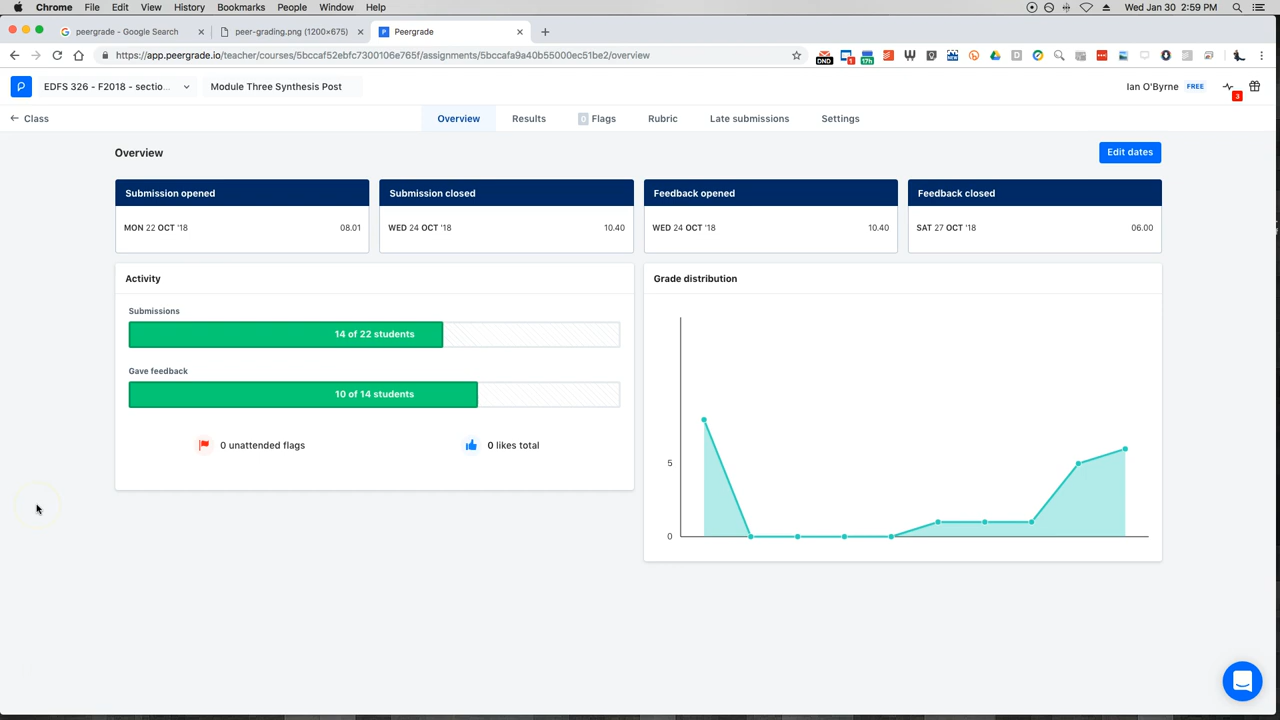 Chrome File Edit View History Bookmarks People Window Help Wed Jan 30 2:59 PM
peergrade - Google Search peer-grading.png (1200×675) Peergrade
https://app.peergrade.io/teacher/courses/5bccaf52ebfc7300106e765f/assignments/5bccafa9a40b55000ec51be2/overview DND 1 17h
EDFS 326 - F2018 - sectio... Module Three Synthesis Post Ian O'Byrne FREE 3
Class Overview Results 0 Flags Rubric Late submissions Settings
Overview Edit dates
Submission opened Submission closed Feedback opened Feedback closed
MON 22 OCT '18 08.01 WED 24 OCT '18 10.40 WED 24 OCT '18 10.40 SAT 27 OCT '18 06.00
Activity Grade distribution
Submissions
14 of 22 students
Gave feedback
10 of 14 students
0 unattended flags 0 likes total
5
0